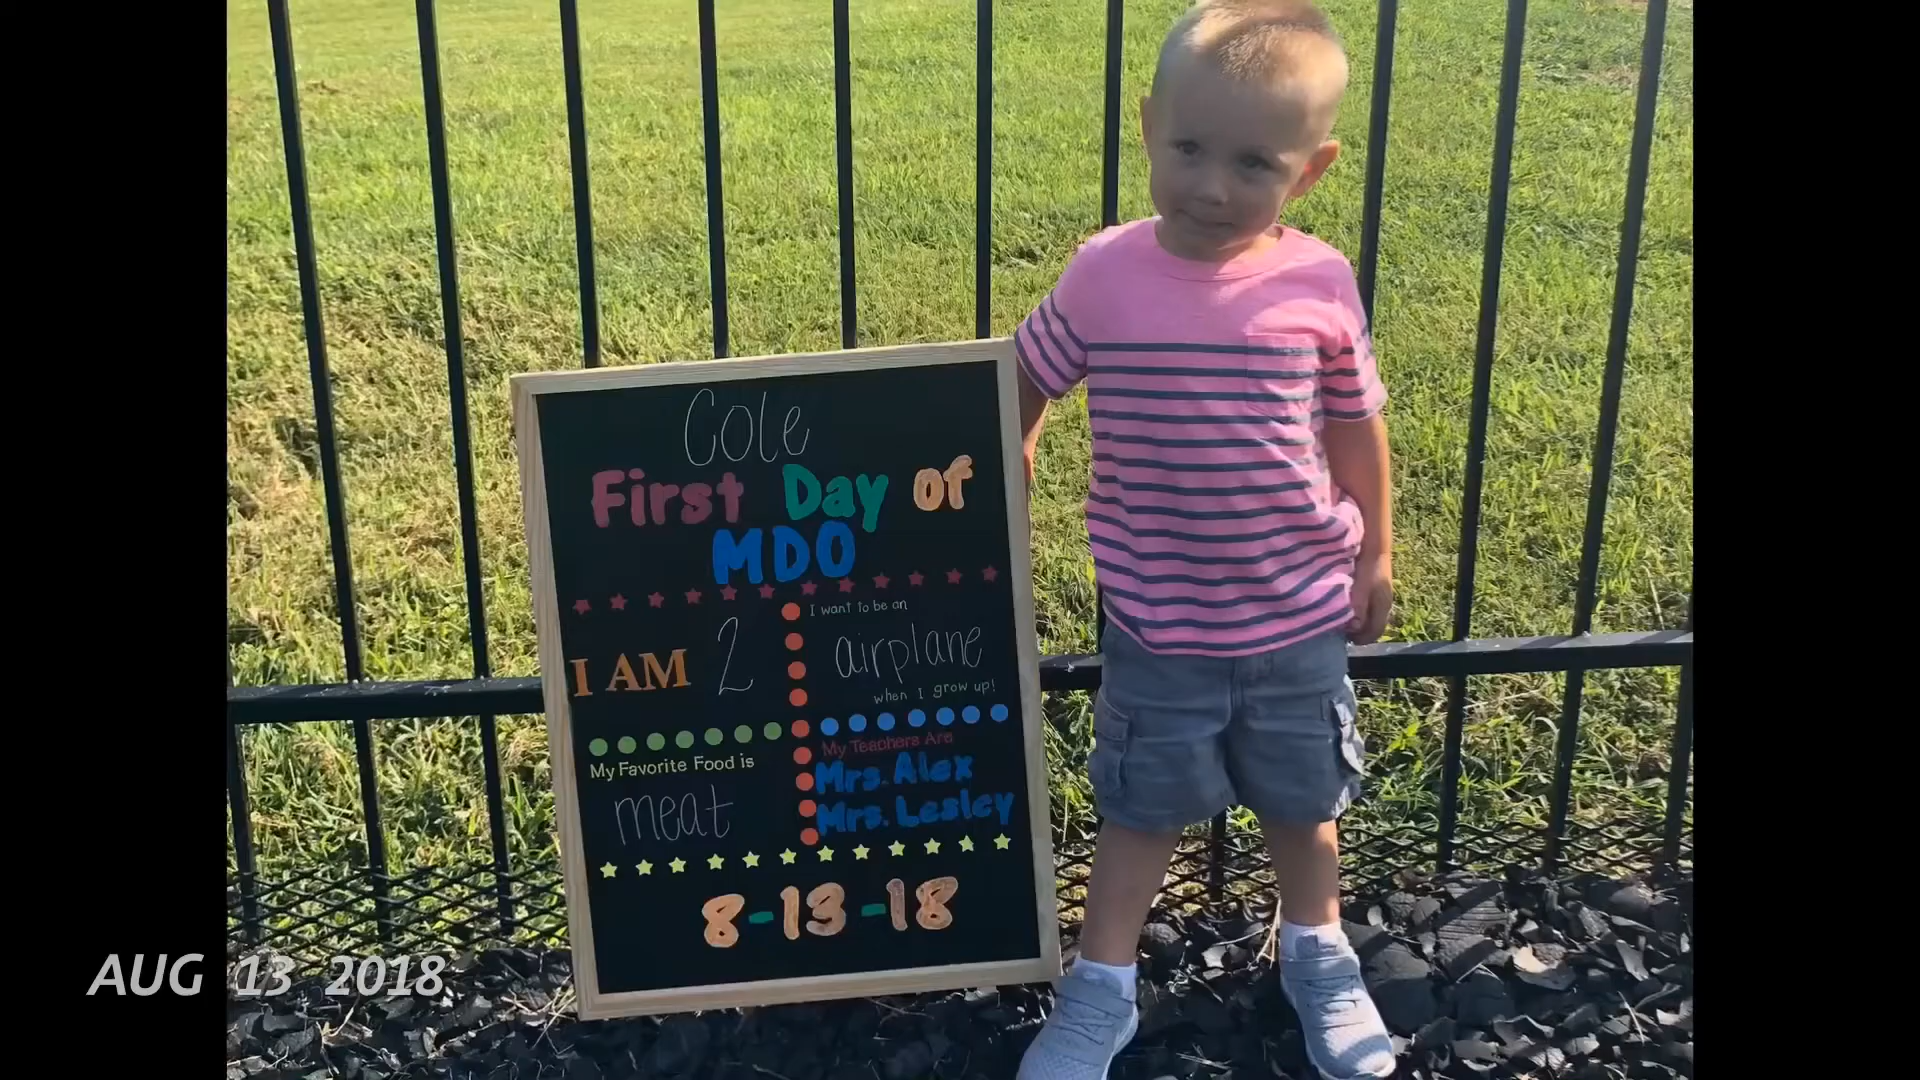 Cole
First Day of
MDO
I AM 2
I want to be an
airplane
when I grow up!
My Favorite Food is
meat
My Teachers Are
Mrs. Alex
Mrs. Lesley
8-13-18
AUG 13 2018